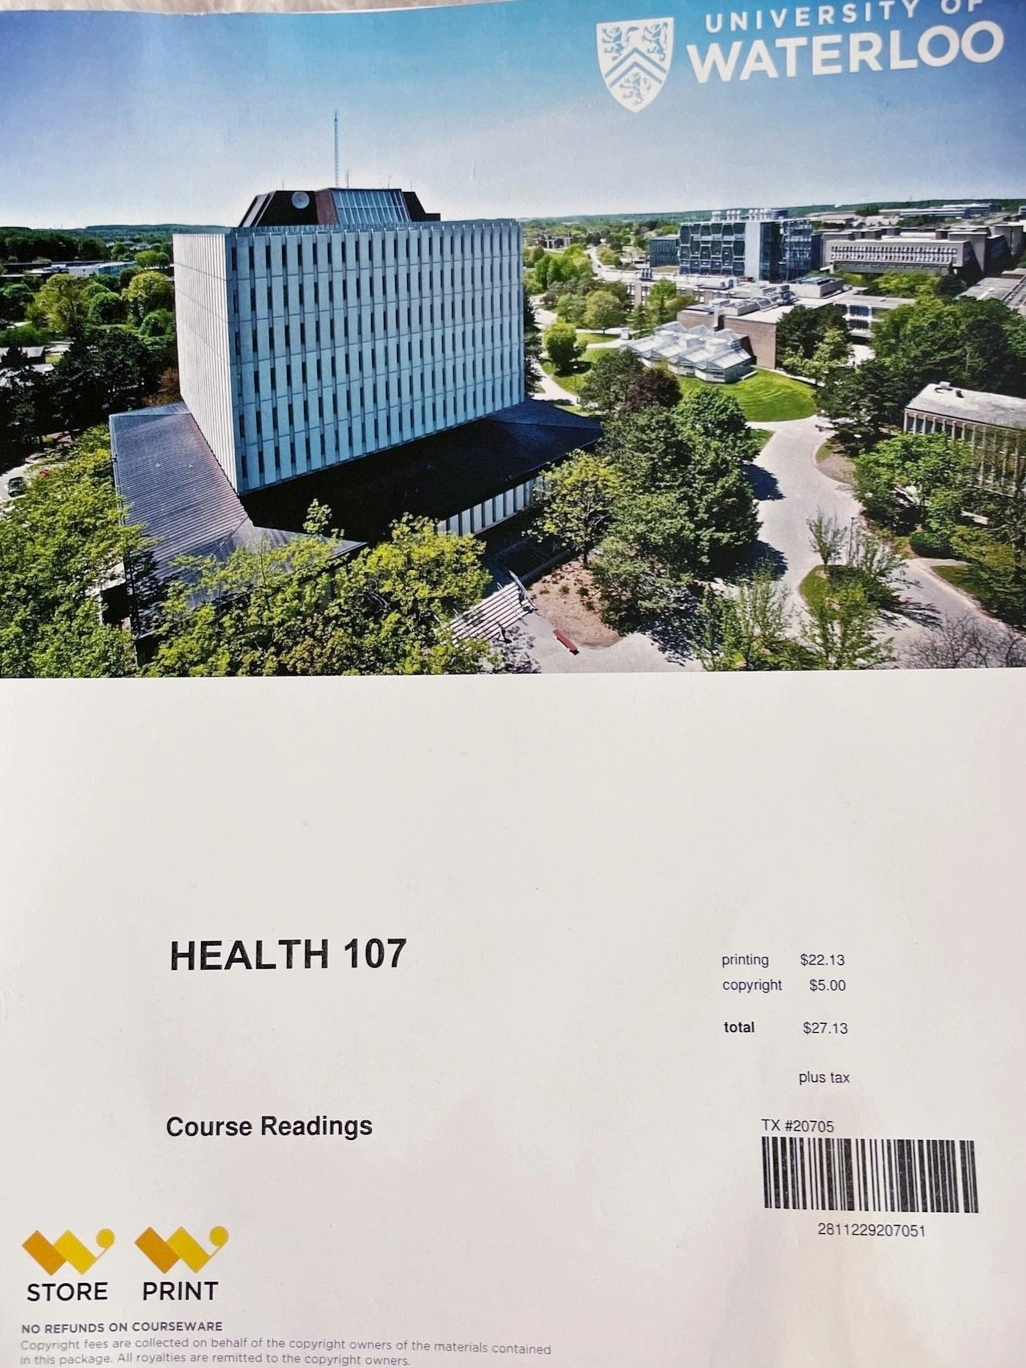 UNIVERSITY OF
WATERLOO
HEALTH 107
printing $22.13
copyright $5.00
total $27.13
plus tax
Course Readings
TX #20705
2811229207051
STORE PRINT
NO REFUNDS ON COURSEWARE
Copyright fees are collected on behalf of the copyright owners of the materials contained
in this package. All royalties are remitted to the copyright owners.